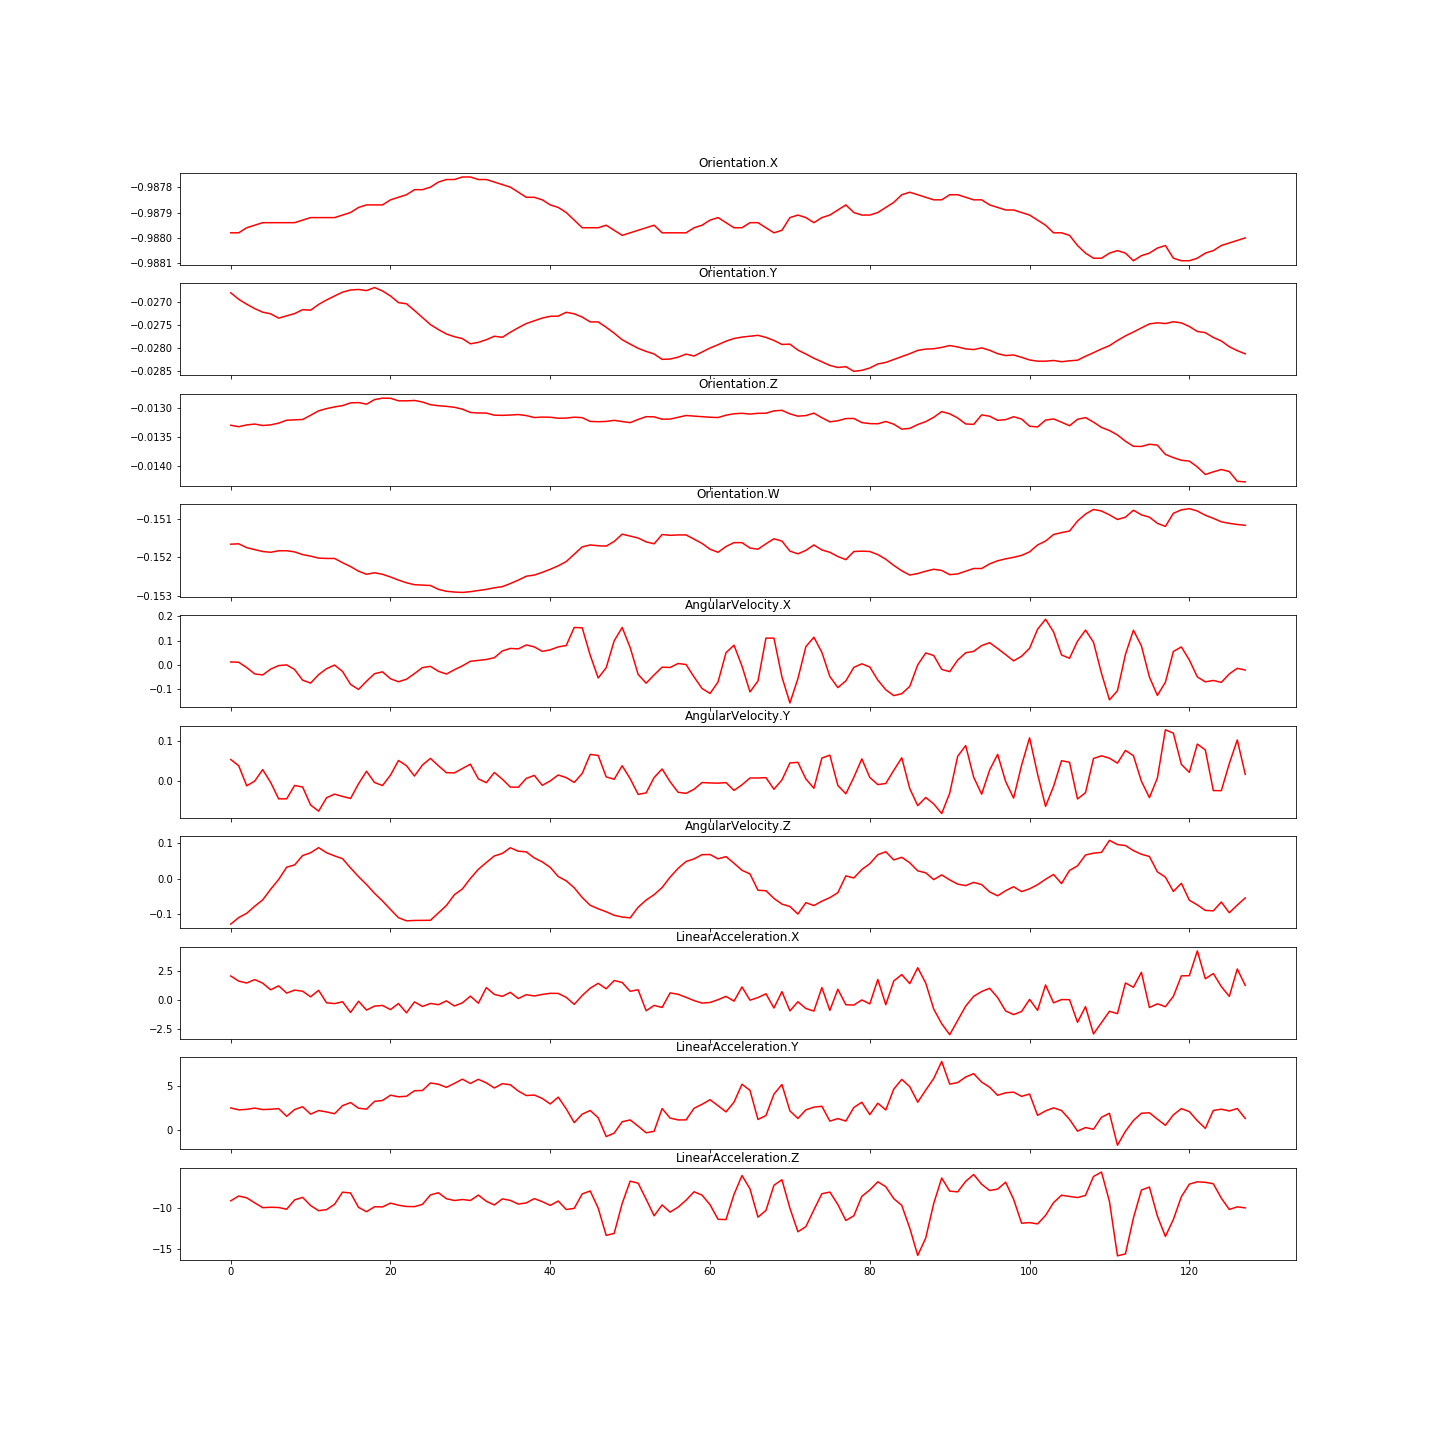 Orientation.X
−0.9878
−0.9879
−0.9880
−0.9881
Orientation.Y
−0.0270
−0.0275
−0.0280
−0.0285
Orientation.Z
−0.0130
−0.0135
−0.0140
Orientation.W
−0.151
−0.152
−0.153
AngularVelocity.X
0.2
0.1
0.0
−0.1
AngularVelocity.Y
0.1
0.0
AngularVelocity.Z
0.1
0.0
−0.1
LinearAcceleration.X
2.5
0.0
−2.5
LinearAcceleration.Y
5
0
LinearAcceleration.Z
−10
−15
0 20 40 60 80 100 120